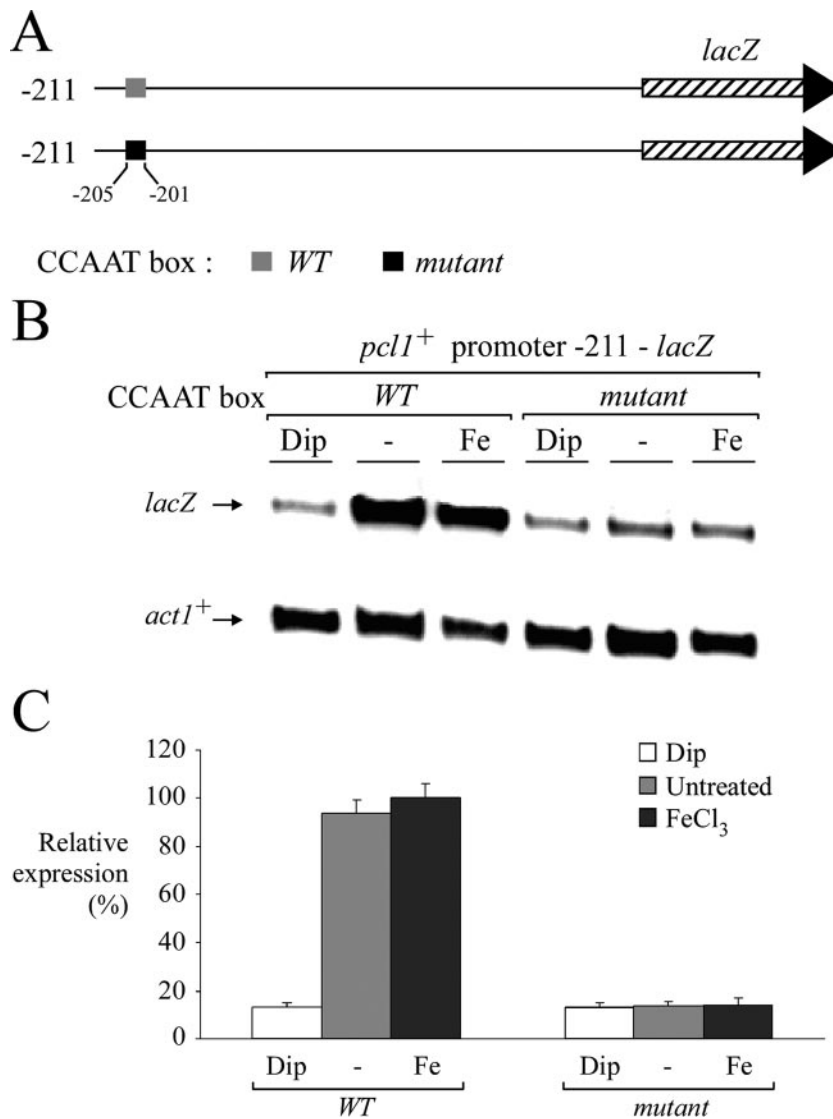 A
lacZ
-211
-211
-205 -201
CCAAT box : WT mutant
B
pcl1+ promoter -211 - lacZ
CCAAT box WT mutant
Dip - Fe Dip - Fe
lacZ
act1+
C
120
100
80
60
40
20
0
Relative
expression
(%)
Dip
Untreated
FeCl3
Dip - Fe Dip - Fe
WT mutant